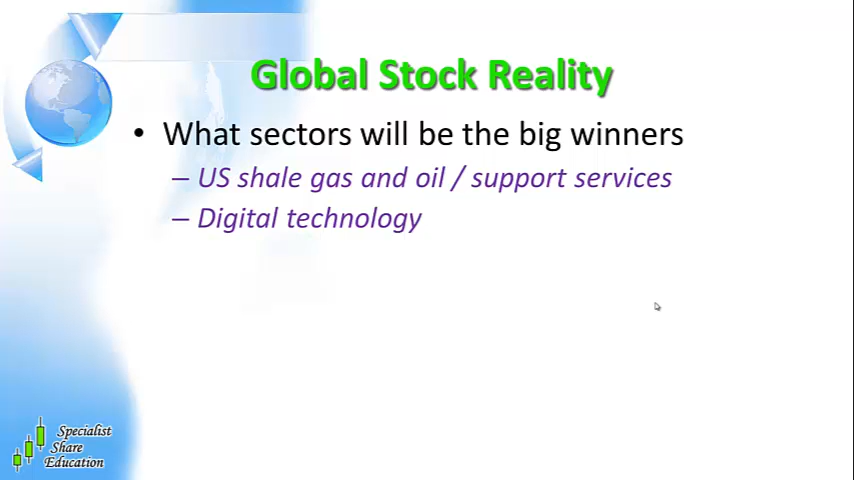 Global Stock Reality
• What sectors will be the big winners
– US shale gas and oil / support services
– Digital technology
Specialist
Share
Education